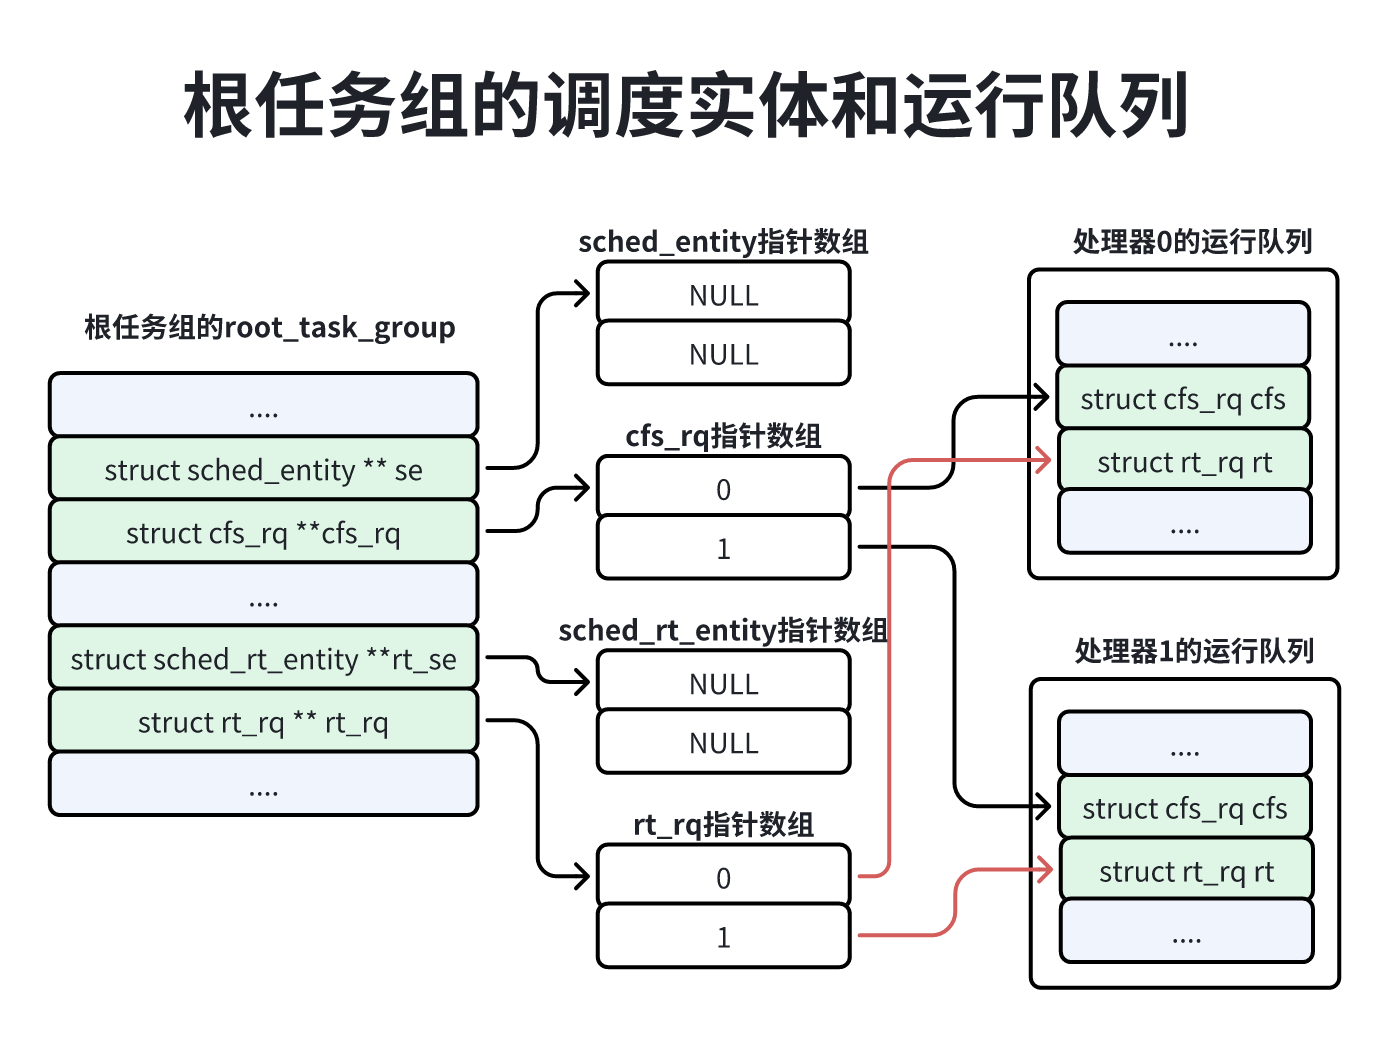 根任务组的调度实体和运行队列
根任务组的root_task_group
....
struct sched_entity ** se
struct cfs_rq **cfs_rq
....
struct sched_rt_entity **rt_se
struct rt_rq ** rt_rq
....
sched_entity指针数组
NULL
NULL
cfs_rq指针数组
0
1
sched_rt_entity指针数组
NULL
NULL
rt_rq指针数组
0
1
处理器0的运行队列
....
struct cfs_rq cfs
struct rt_rq rt
....
处理器1的运行队列
....
struct cfs_rq cfs
struct rt_rq rt
....